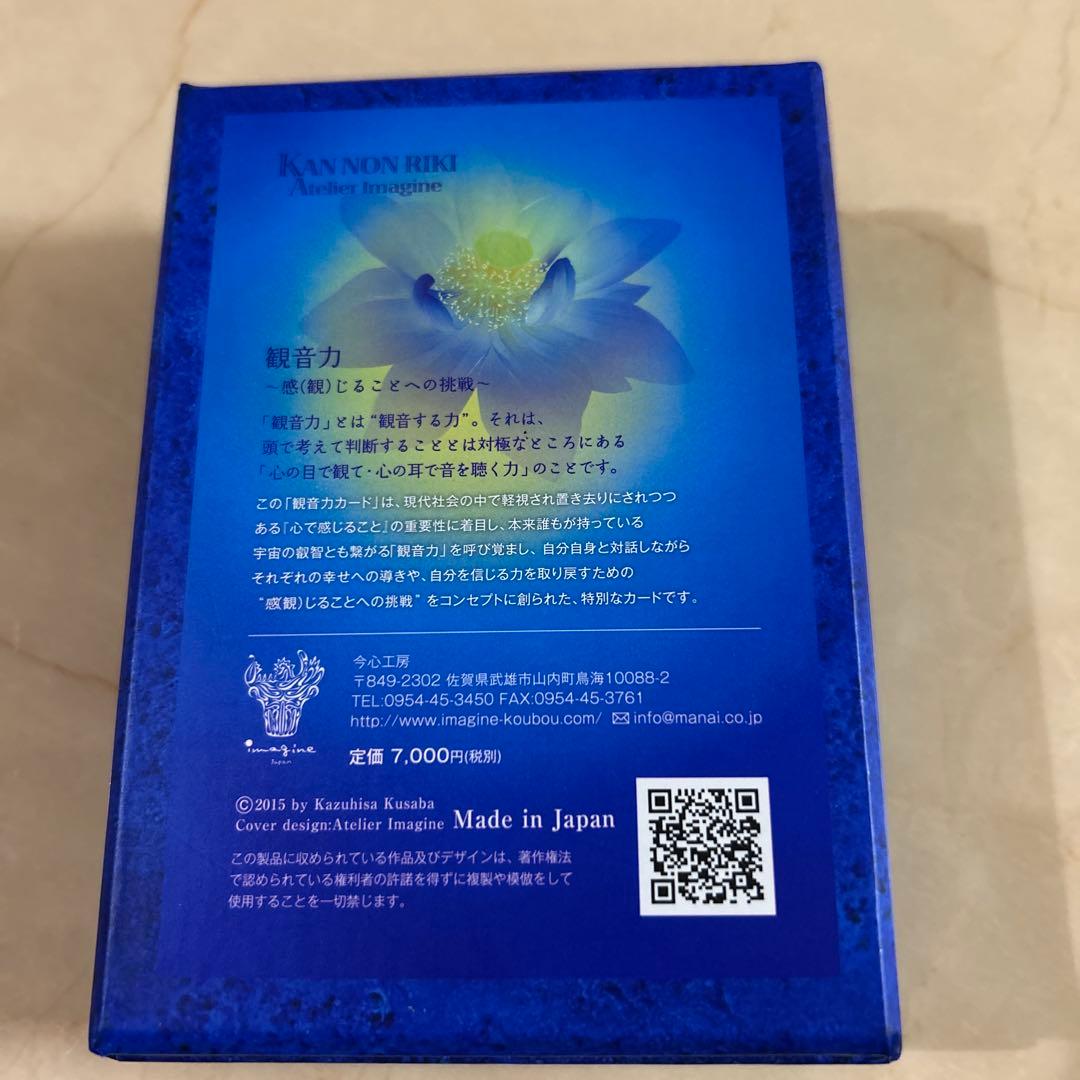 KAN NON RIKI
Atelier Imagine
観音力
～感(観)じることへの挑戦～
「観音力」とは“観音する力”。それは、
頭で考えて判断することとは対極なところにある
「心の目で観て・心の耳で音を聴く力」のことです。
この「観音力カード」は、現代社会の中で軽視され置き去りにされつつ
ある『心で感じること』の重要性に着目し、本来誰もが持っている
宇宙の叡智とも繋がる「観音力」を呼び覚まし、自分自身と対話しながら
それぞれの幸せへの導きや、自分を信じる力を取り戻すための
“感(観)じることへの挑戦”をコンセプトに創られた、特別なカードです。
今心工房
〒849-2302 佐賀県武雄市山内町鳥海10088-2
TEL:0954-45-3450 FAX:0954-45-3761
http://www.imagine-koubou.com/ ✉info@manai.co.jp
imagine
Japan
定価 7,000円(税別)
©2015 by Kazuhisa Kusaba
Cover design:Atelier Imagine Made in Japan
この製品に収められている作品及びデザインは、著作権法
で認められている権利者の許諾を得ずに複製や模倣をして
使用することを一切禁じます。